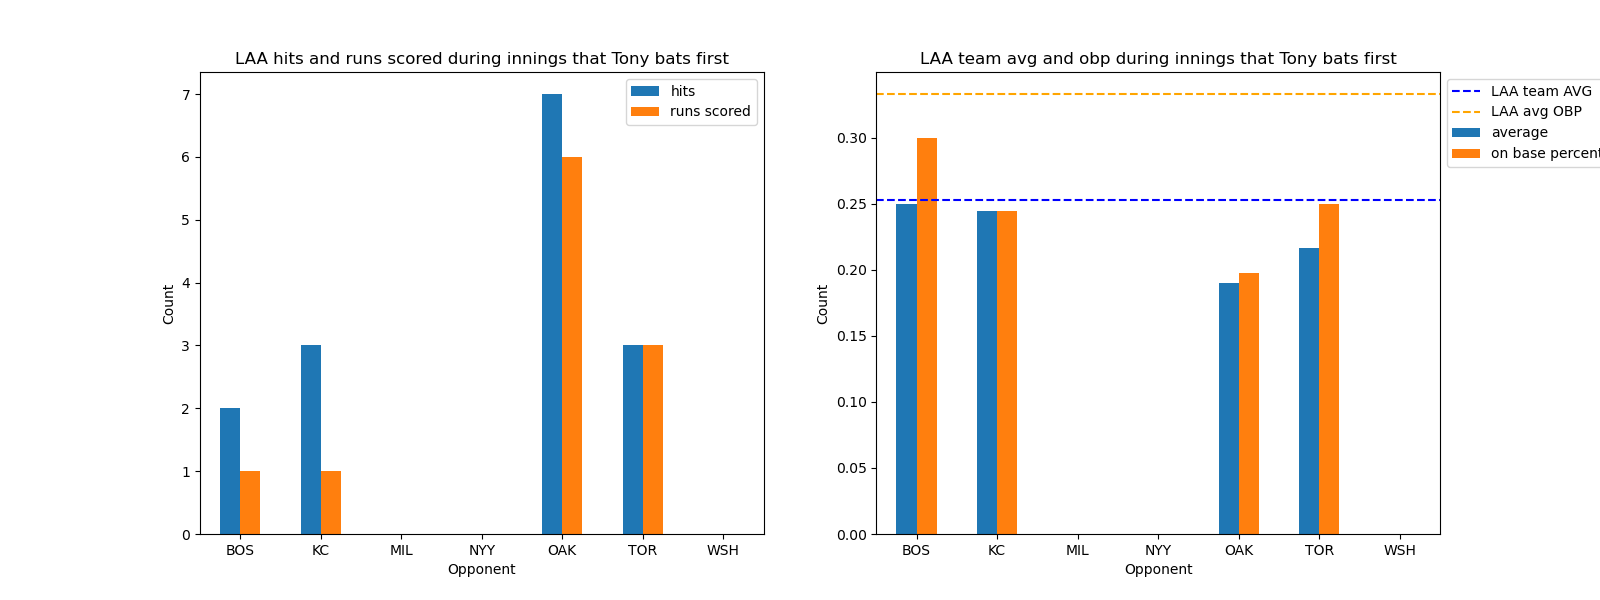 LAA hits and runs scored during innings that Tony bats first
hits
runs scored
7
6
5
4
3
2
1
0
Count
BOS KC MIL NYY OAK TOR WSH
Opponent
LAA team avg and obp during innings that Tony bats first
LAA team AVG
LAA avg OBP
average
on base percent
0.30
0.25
0.20
0.15
0.10
0.05
0.00
Count
BOS KC MIL NYY OAK TOR WSH
Opponent